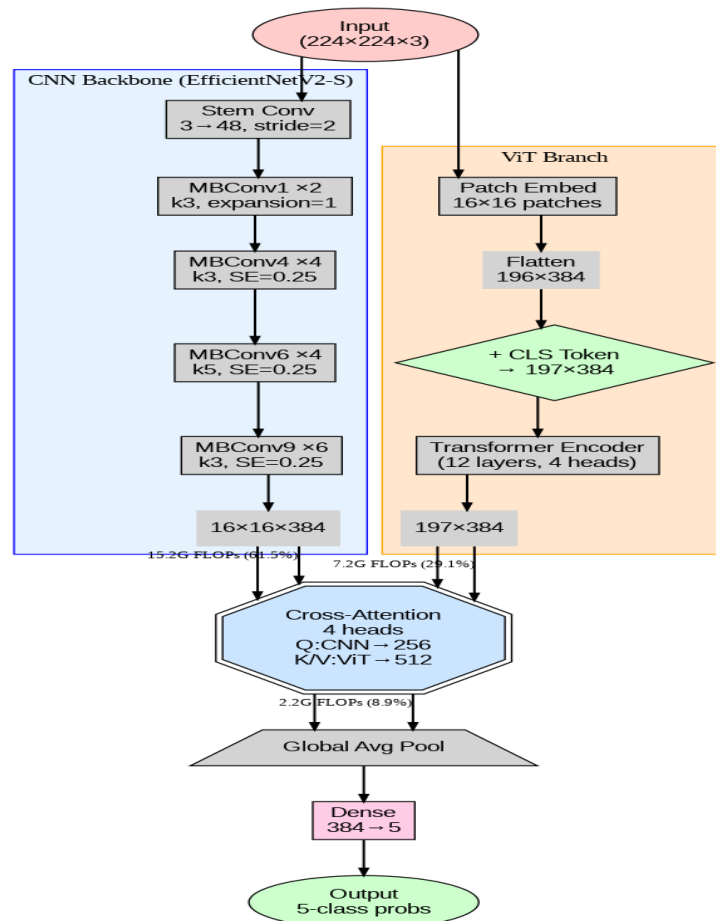 Input
(224×224×3)
CNN Backbone (EfficientNetV2-S)
Stem Conv
3→48, stride=2
MBConv1 ×2
k3, expansion=1
MBConv4 ×4
k3, SE=0.25
MBConv6 ×4
k5, SE=0.25
MBConv9 ×6
k3, SE=0.25
16×16×384
15.2G FLOPs (61.5%)
ViT Branch
Patch Embed
16×16 patches
Flatten
196×384
+ CLS Token
→ 197×384
Transformer Encoder
(12 layers, 4 heads)
197×384
7.2G FLOPs (29.1%)
Cross-Attention
4 heads
Q:CNN→256
K/V:ViT→512
2.2G FLOPs (8.9%)
Global Avg Pool
Dense
384→5
Output
5-class probs